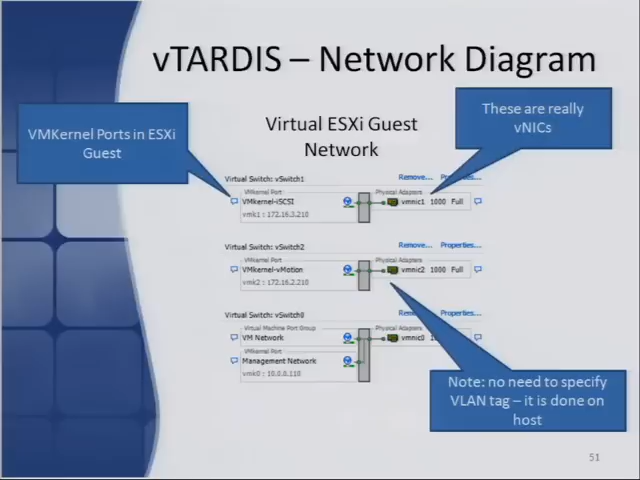 vTARDIS – Network Diagram
VMKernel Ports in ESXi
Guest
Virtual ESXi Guest
Network
These are really
vNICs
Virtual Switch: vSwitch1
Remove... Properties...
VMkernel Port
Physical Adapters
VMkernel-iSCSI
vmnic1 1000 Full
vmk1 : 172.16.3.210
Virtual Switch: vSwitch2
Remove... Properties...
VMkernel Port
Physical Adapters
VMkernel-vMotion
vmnic2 1000 Full
vmk2 : 172.16.2.210
Virtual Switch: vSwitch0
Properties...
Virtual Machine Port Group
Physical Adapters
VM Network
vmnic0
VMkernel Port
Management Network
vmk0 : 10.0.0.110
Note: no need to specify
VLAN tag – it is done on
host
51